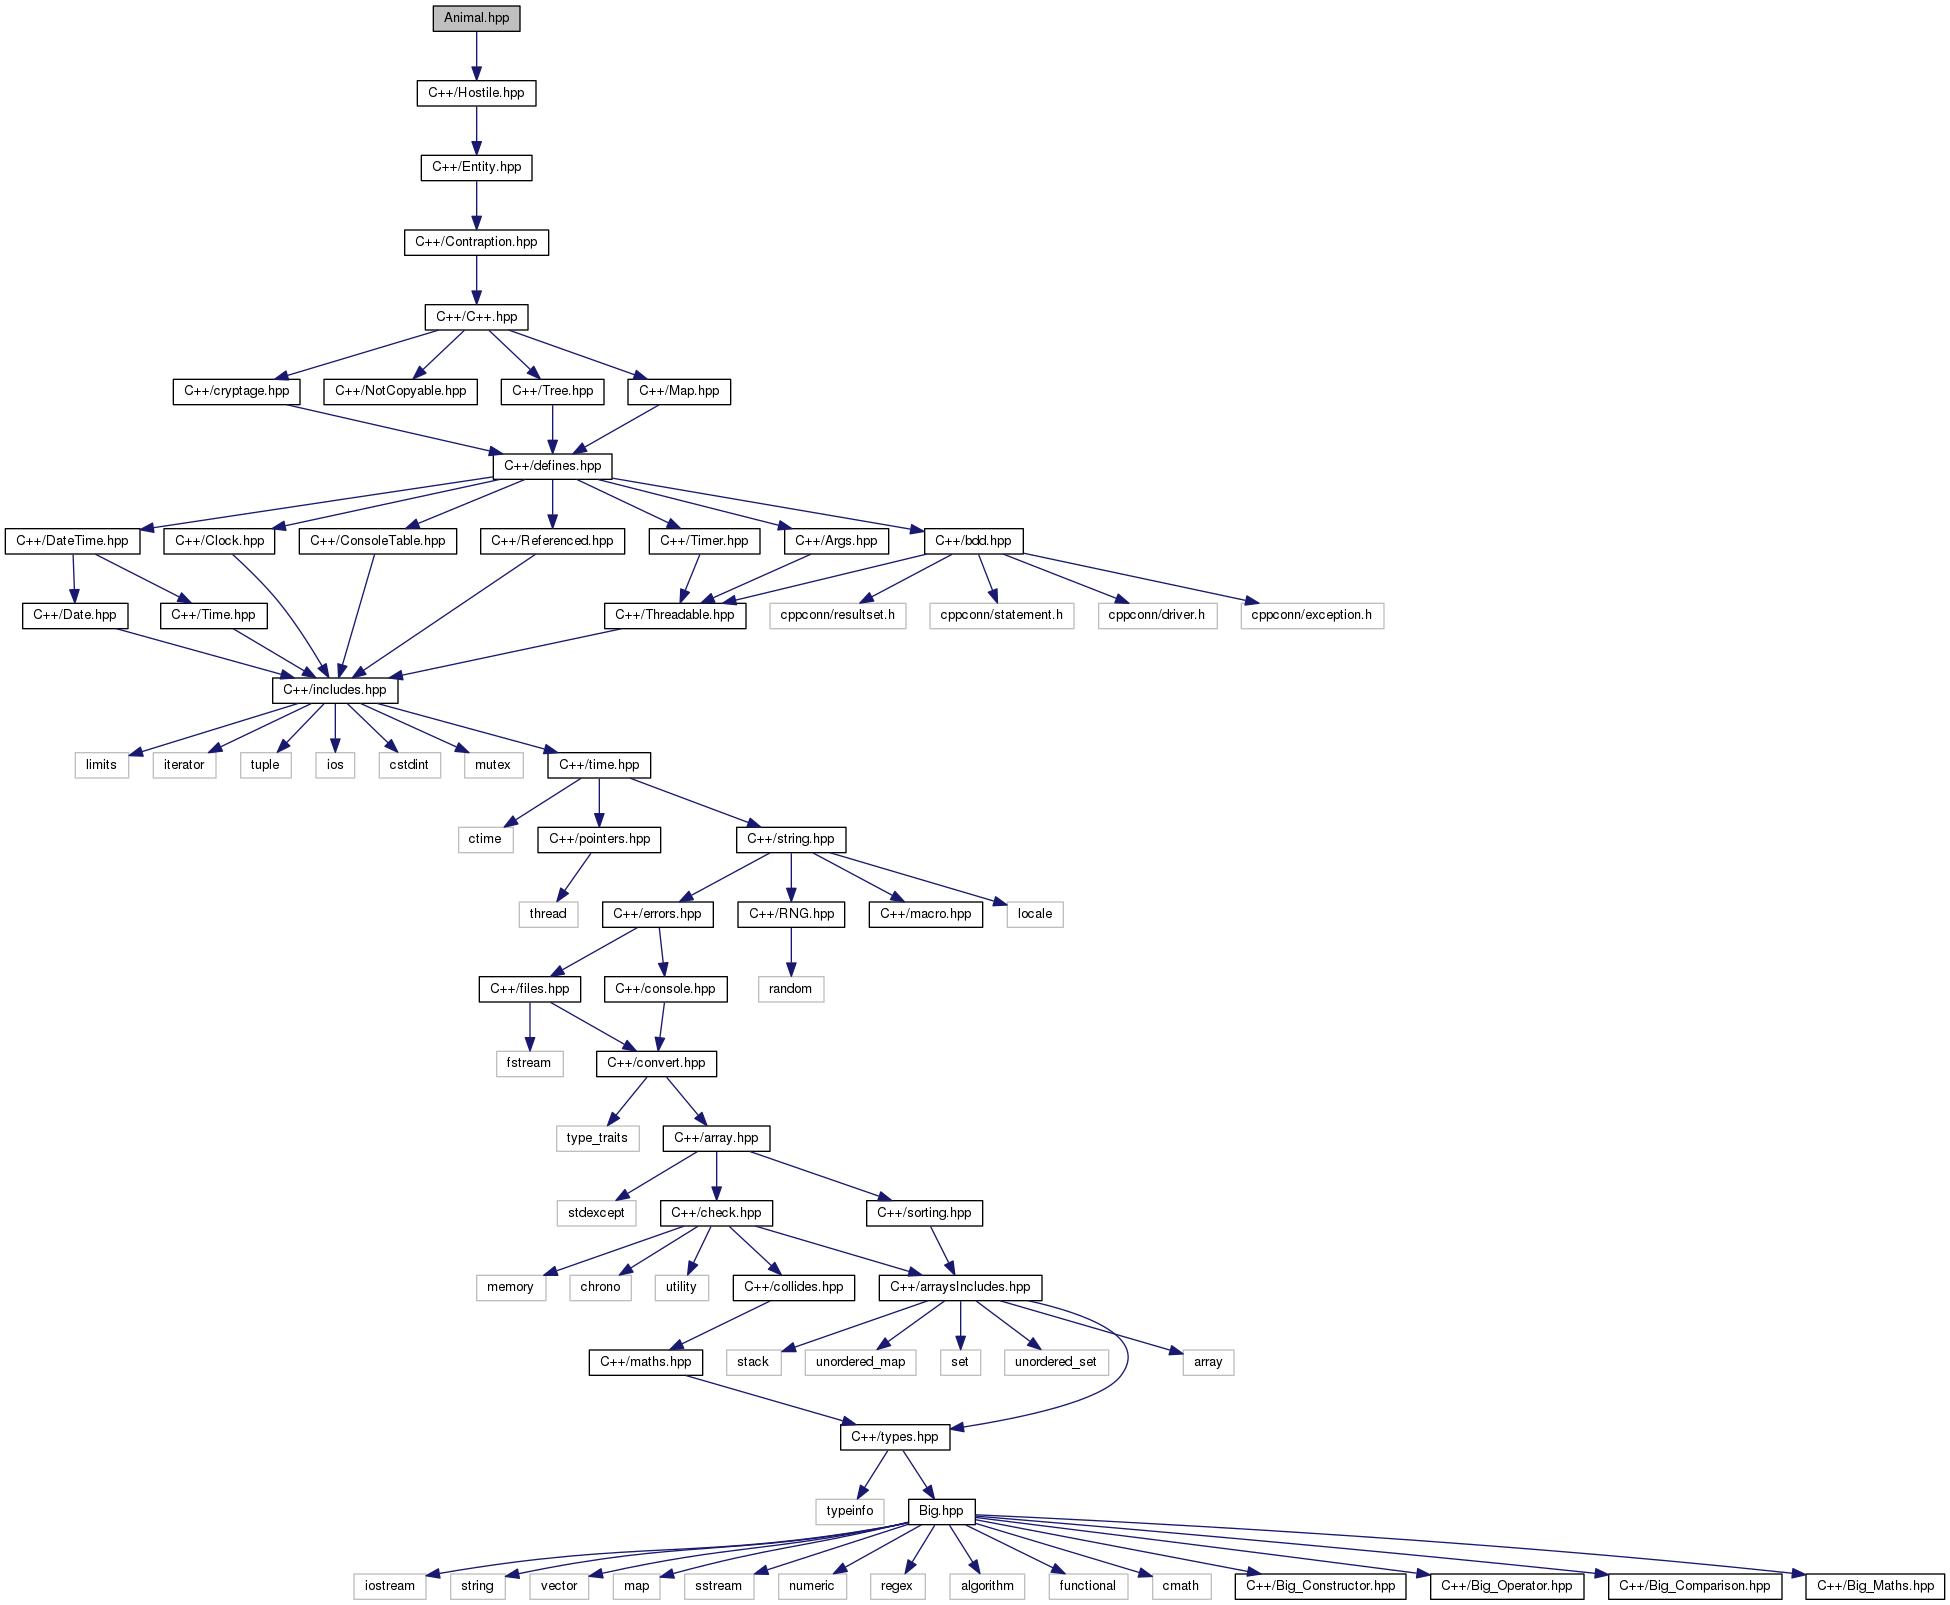 Animal.hpp
C++/Hostile.hpp
C++/Entity.hpp
C++/Contraption.hpp
C++/C++.hpp
C++/cryptage.hpp
C++/NotCopyable.hpp
C++/Tree.hpp
C++/Map.hpp
C++/defines.hpp
C++/DateTime.hpp
C++/Clock.hpp
C++/ConsoleTable.hpp
C++/Referenced.hpp
C++/Timer.hpp
C++/Args.hpp
C++/bdd.hpp
C++/Date.hpp
C++/Time.hpp
C++/Threadable.hpp
cppconn/resultset.h
cppconn/statement.h
cppconn/driver.h
cppconn/exception.h
C++/includes.hpp
limits
iterator
tuple
ios
cstdint
mutex
C++/time.hpp
ctime
C++/pointers.hpp
C++/string.hpp
thread
C++/errors.hpp
C++/RNG.hpp
C++/macro.hpp
locale
C++/files.hpp
C++/console.hpp
random
fstream
C++/convert.hpp
type_traits
C++/array.hpp
stdexcept
C++/check.hpp
C++/sorting.hpp
memory
chrono
utility
C++/collides.hpp
C++/arraysIncludes.hpp
C++/maths.hpp
stack
unordered_map
set
unordered_set
array
C++/types.hpp
typeinfo
Big.hpp
iostream
string
vector
map
sstream
numeric
regex
algorithm
functional
cmath
C++/Big_Constructor.hpp
C++/Big_Operator.hpp
C++/Big_Comparison.hpp
C++/Big_Maths.hpp